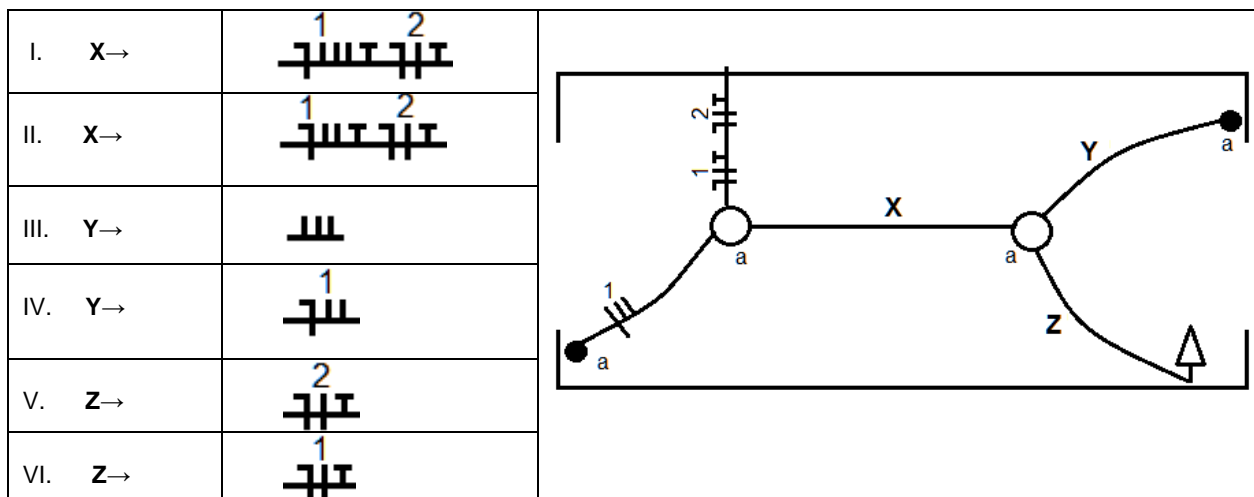 1 2
I. X→
1 2
II. X→
III. Y→
1
IV. Y→
2
V. Z→
1
VI. Z→
2
1
X
Y
Z
1
a
a
a
a